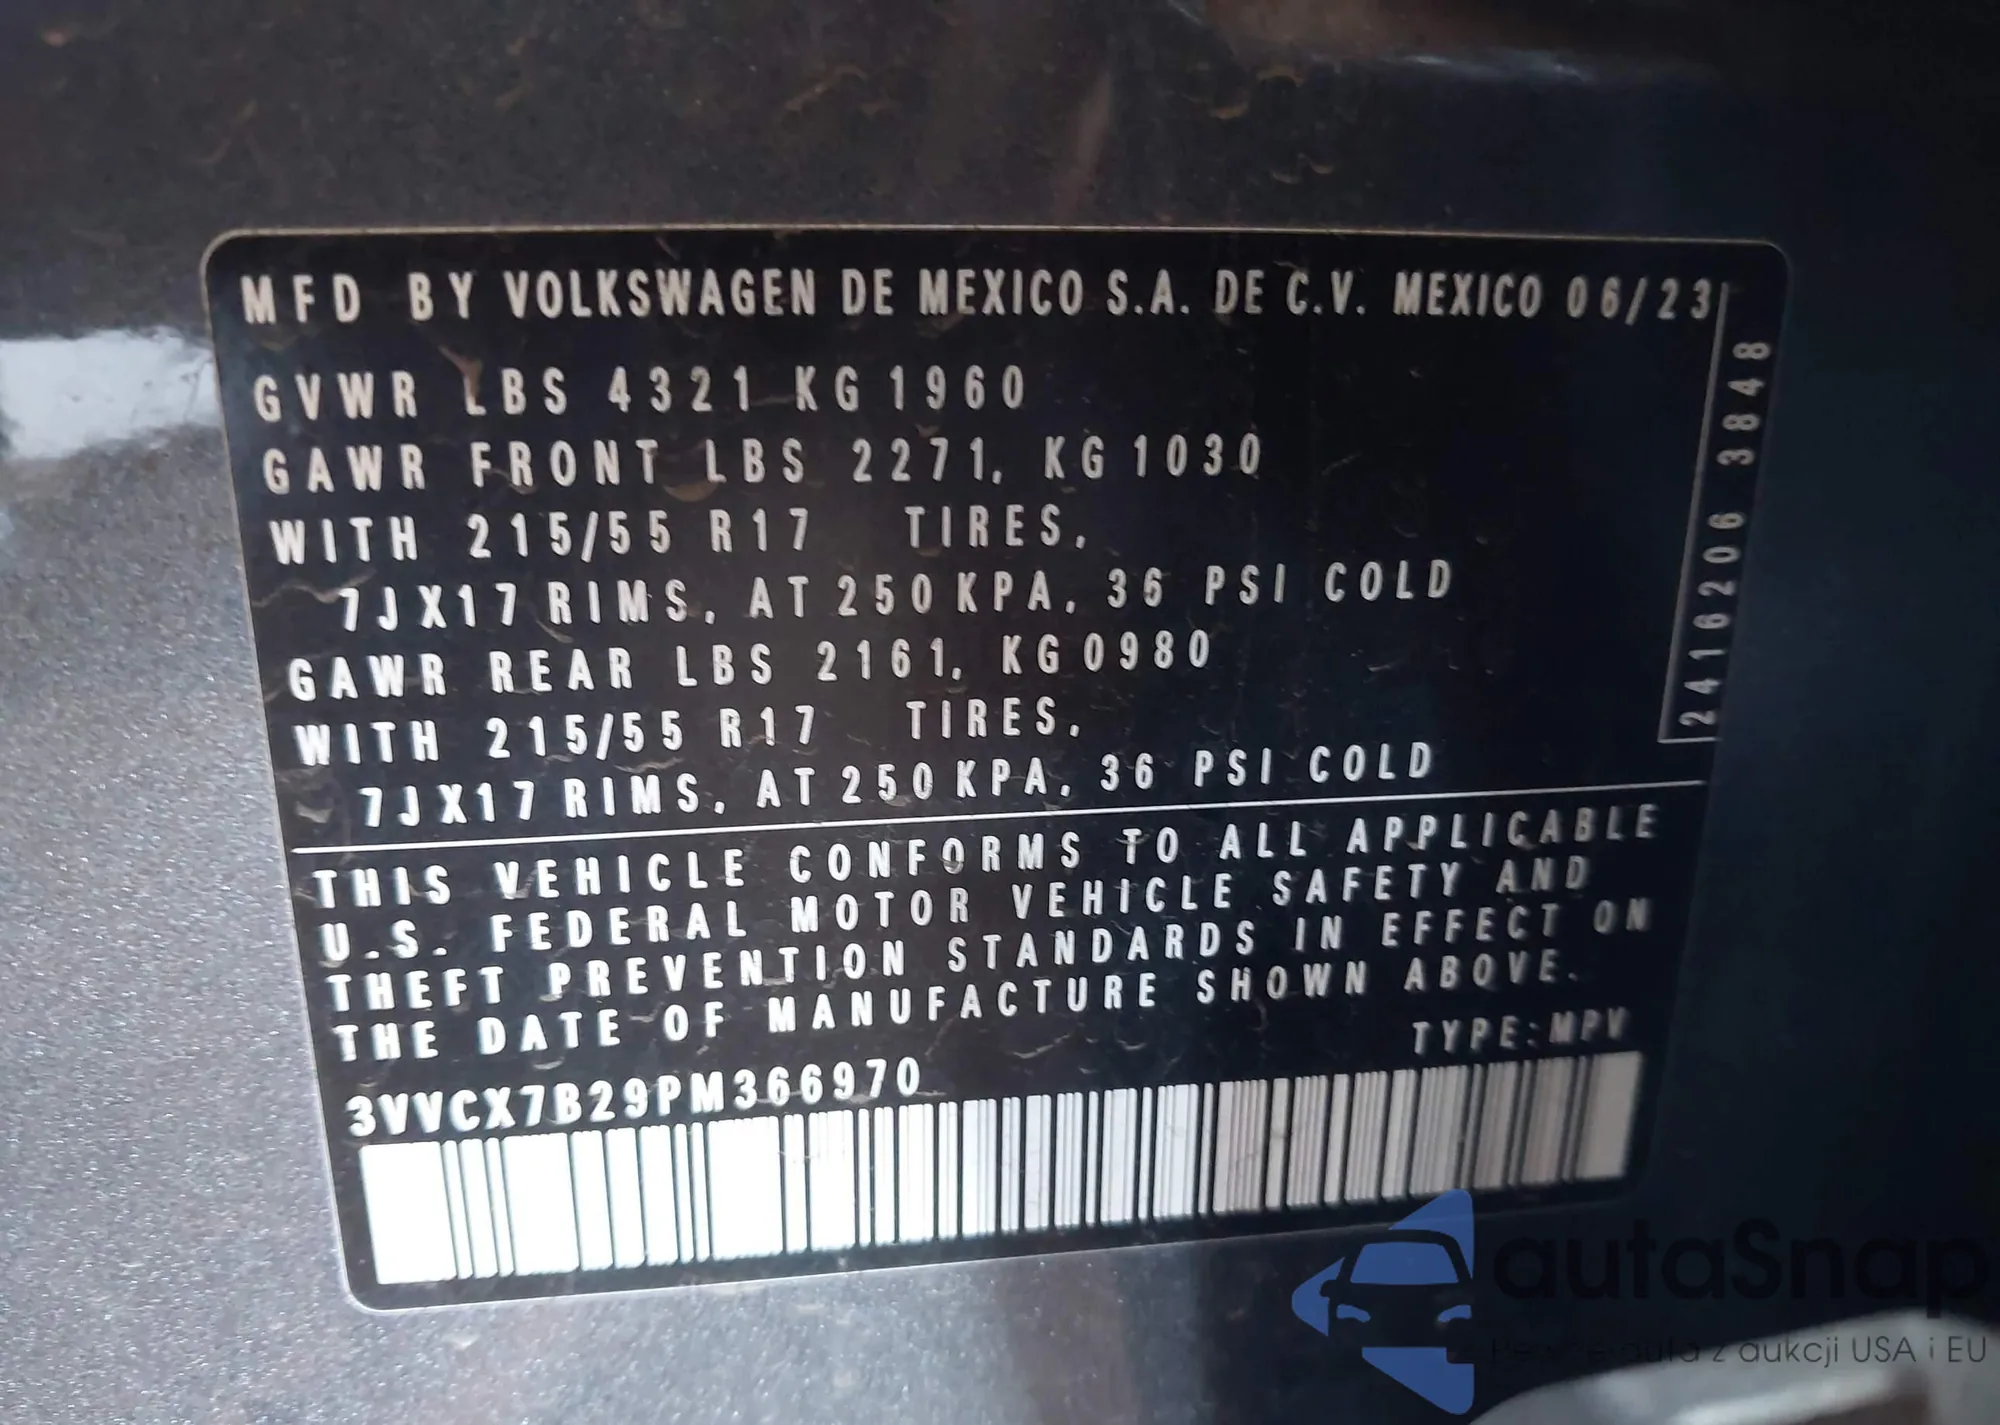 MFD BY VOLKSWAGEN DE MEXICO S.A. DE C.V. MEXICO 06/23
GVWR LBS 4321 KG 1960
GAWR FRONT LBS 2271, KG 1030
WITH 215/55 R17 TIRES,
7JX17 RIMS, AT 250 KPA, 36 PSI COLD
GAWR REAR LBS 2161, KG 0980
WITH 215/55 R17 TIRES,
7JX17 RIMS, AT 250 KPA, 36 PSI COLD
2416206 3848
THIS VEHICLE CONFORMS TO ALL APPLICABLE
U.S. FEDERAL MOTOR VEHICLE SAFETY AND
THEFT PREVENTION STANDARDS IN EFFECT ON
THE DATE OF MANUFACTURE SHOWN ABOVE.
TYPE: MPV
3VVCX7B29PM366970
autaSnap
auta z aukcji USA i EU